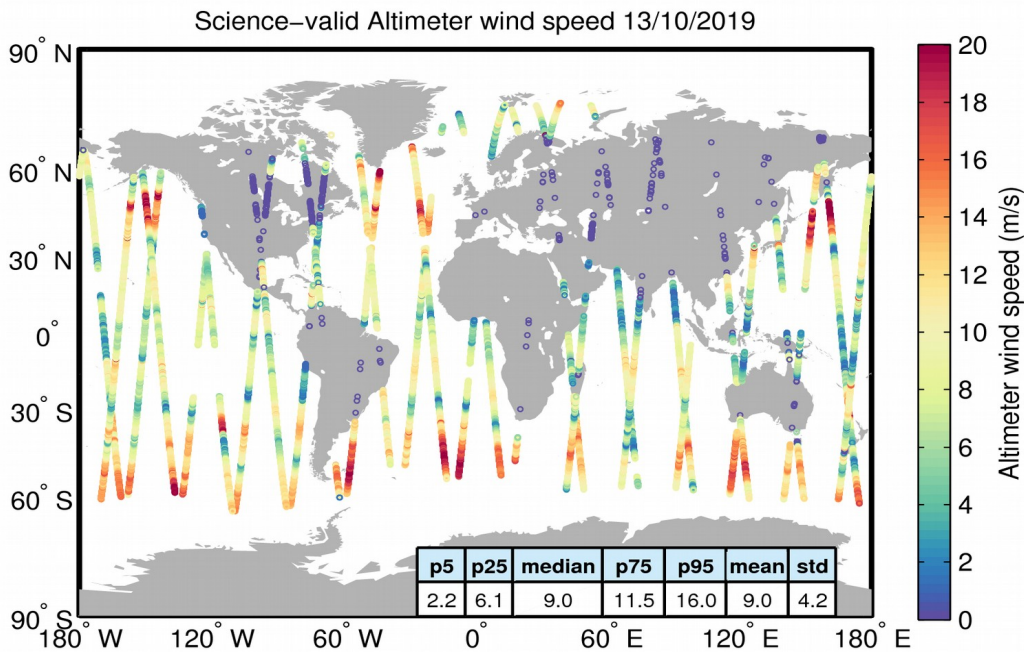 Science−valid Altimeter wind speed 13/10/2019
90° N
60° N
30° N
0°
30° S
60° S
90° S
180° W
120° W
60° W
0°
60° E
120° E
180° E
p5 p25 median p75 p95 mean std
2.2 6.1 9.0 11.5 16.0 9.0 4.2
20
18
16
14
12
10
8
6
4
2
0
Altimeter wind speed (m/s)